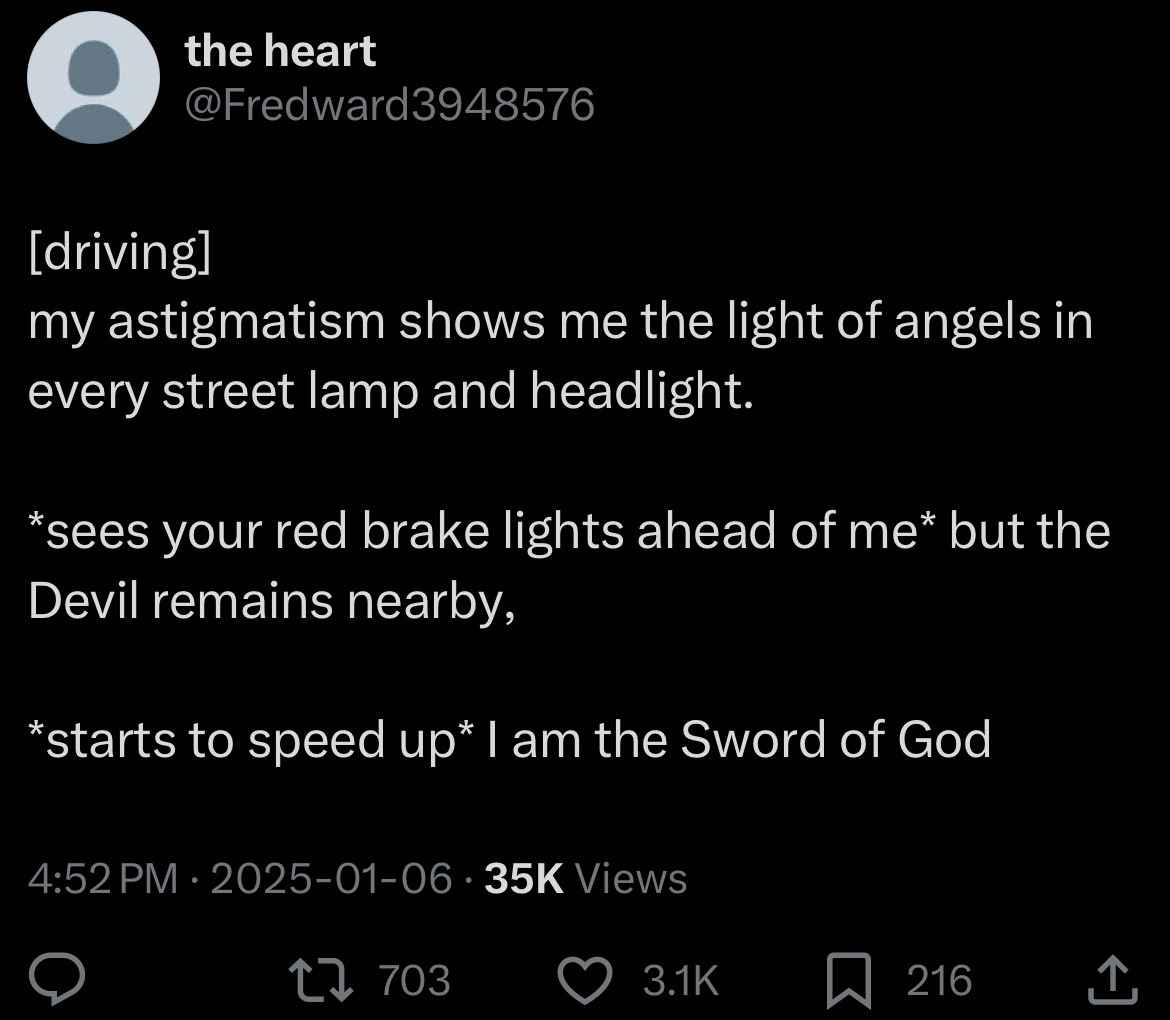 the heart
@Fredward3948576
[driving]
my astigmatism shows me the light of angels in
every street lamp and headlight.
*sees your red brake lights ahead of me* but the
Devil remains nearby,
*starts to speed up* I am the Sword of God
4:52 PM · 2025-01-06 · 35K Views
703 3.1K 216